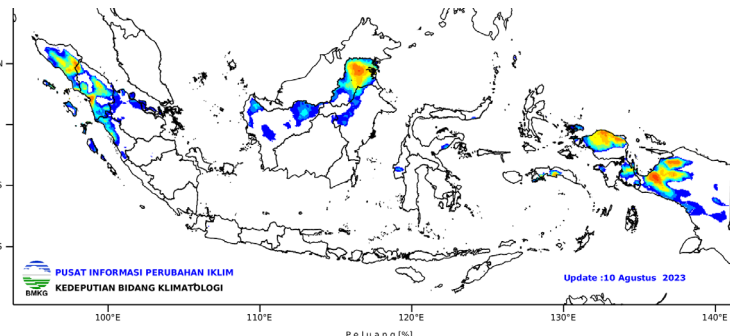 N
S
S
PUSAT INFORMASI PERUBAHAN IKLIM
KEDEPUTIAN BIDANG KLIMATOLOGI
BMKG
Update :10 Agustus 2023
100°E 110°E 120°E 130°E 140°E
Peluang [%]